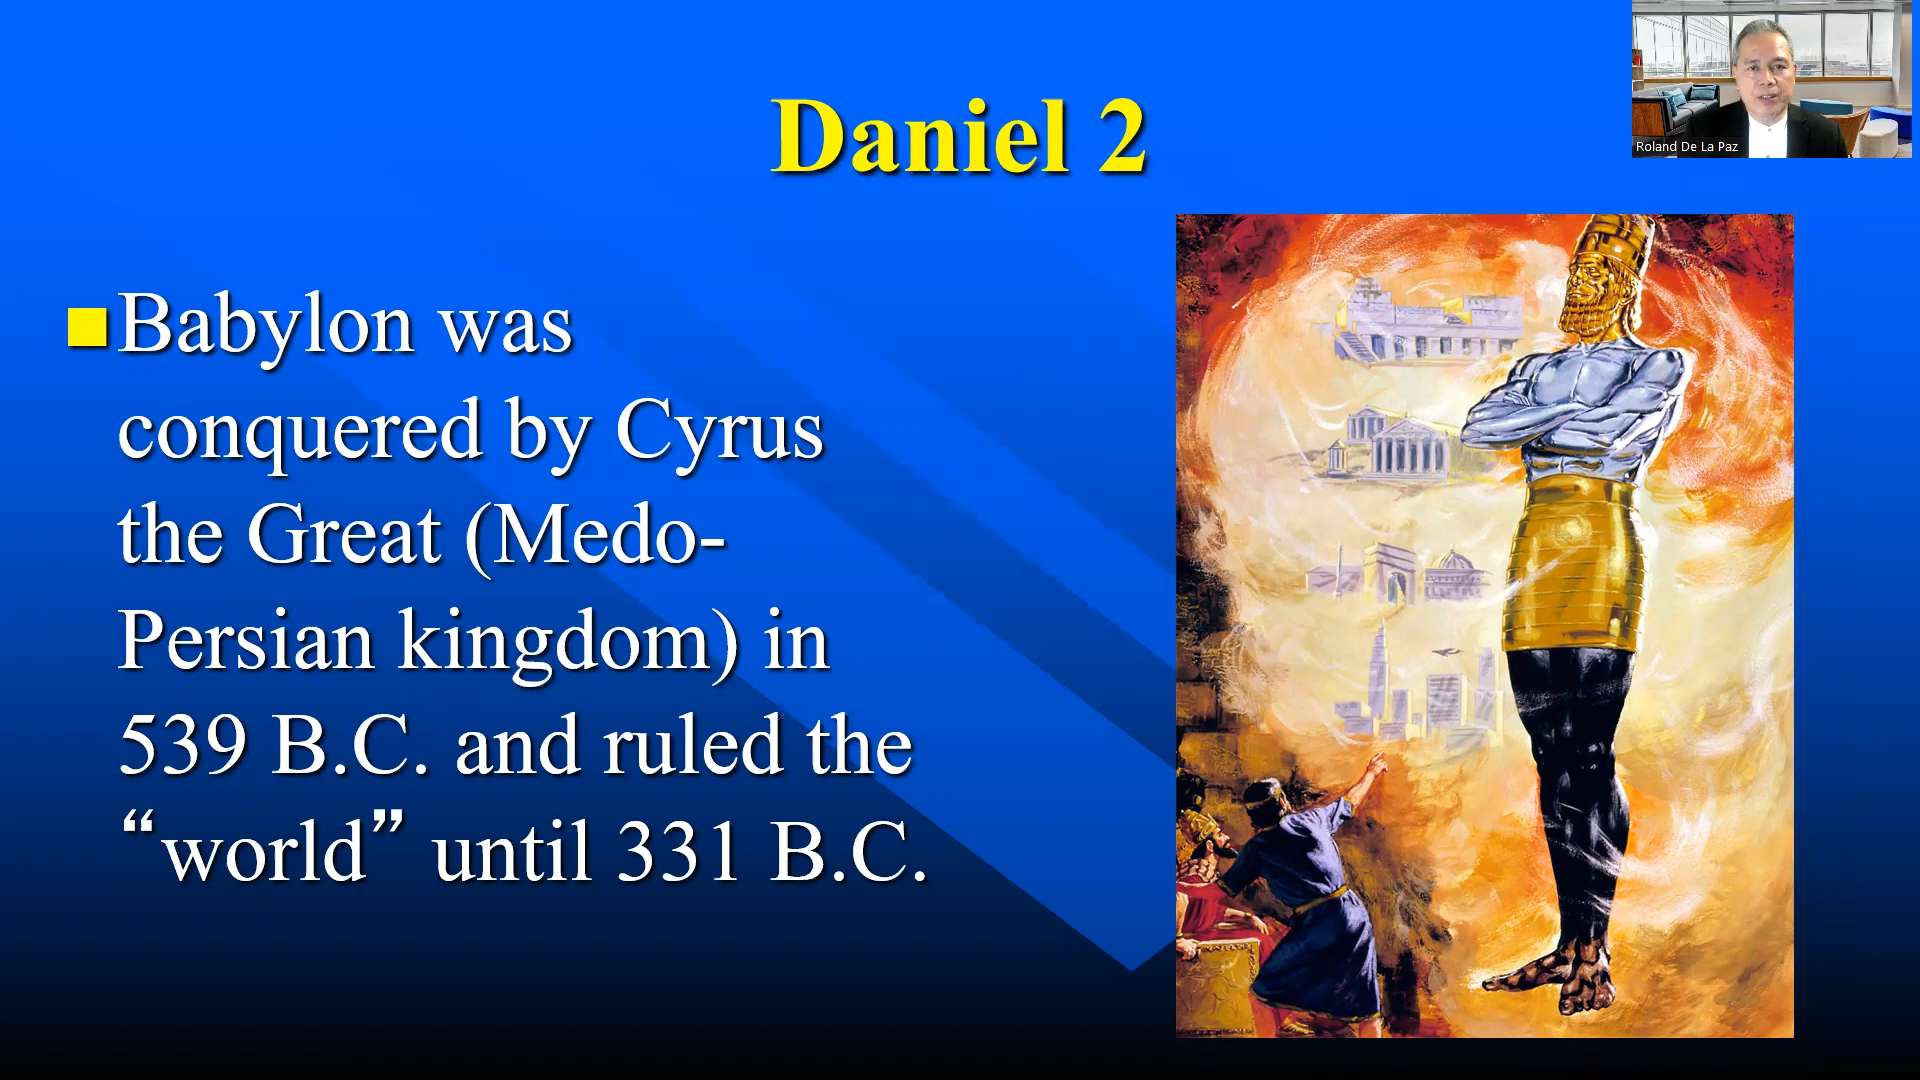 Daniel 2
Roland De La Paz
Babylon was
conquered by Cyrus
the Great (Medo-
Persian kingdom) in
539 B.C. and ruled the
“world” until 331 B.C.